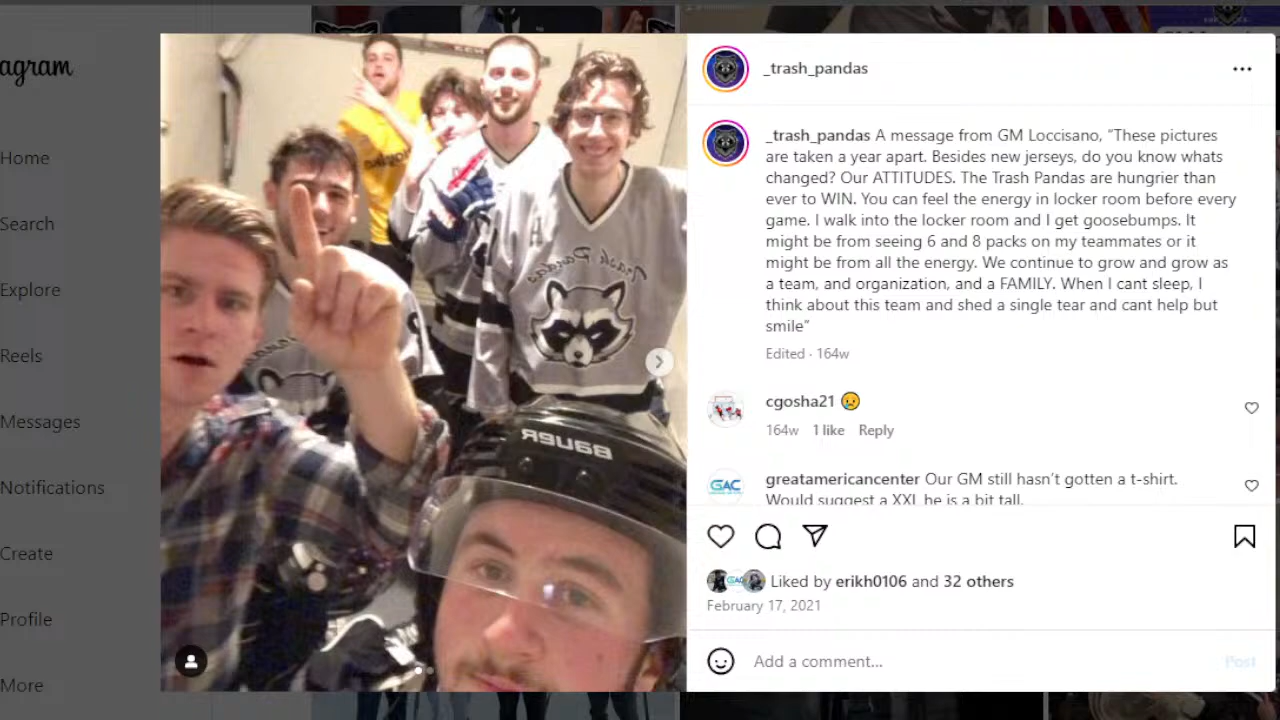 agram
Home
Search
Explore
Reels
Messages
Notifications
Create
Profile
More
Trash Pandas
BAUER
_trash_pandas
_trash_pandas A message from GM Loccisano, “These pictures
are taken a year apart. Besides new jerseys, do you know whats
changed? Our ATTITUDES. The Trash Pandas are hungrier than
ever to WIN. You can feel the energy in locker room before every
game. I walk into the locker room and I get goosebumps. It
might be from seeing 6 and 8 packs on my teammates or it
might be from all the energy. We continue to grow and grow as
a team, and organization, and a FAMILY. When I cant sleep, I
think about this team and shed a single tear and cant help but
smile”
Edited · 164w
cgosha21 😥
164w 1 like Reply
GAC
greatamericancenter Our GM still hasn’t gotten a t-shirt.
Would suggest a XXL he is a bit tall.
Liked by erikh0106 and 32 others
February 17, 2021
Add a comment...
Post